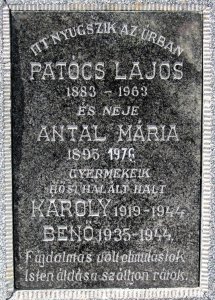 ITT NYUGSZIK AZ ÚRBAN
PATÓCS LAJOS
1883 - 1963
ÉS NEJE
ANTAL MÁRIA
1895 1976
GYERMEKEIK
HŐSI HALÁLT HALT
KÁROLY 1919-1944.
BENŐ 1935-1944.
Fájdalmas volt elmulástok
Isten áldása szálljon rátok.